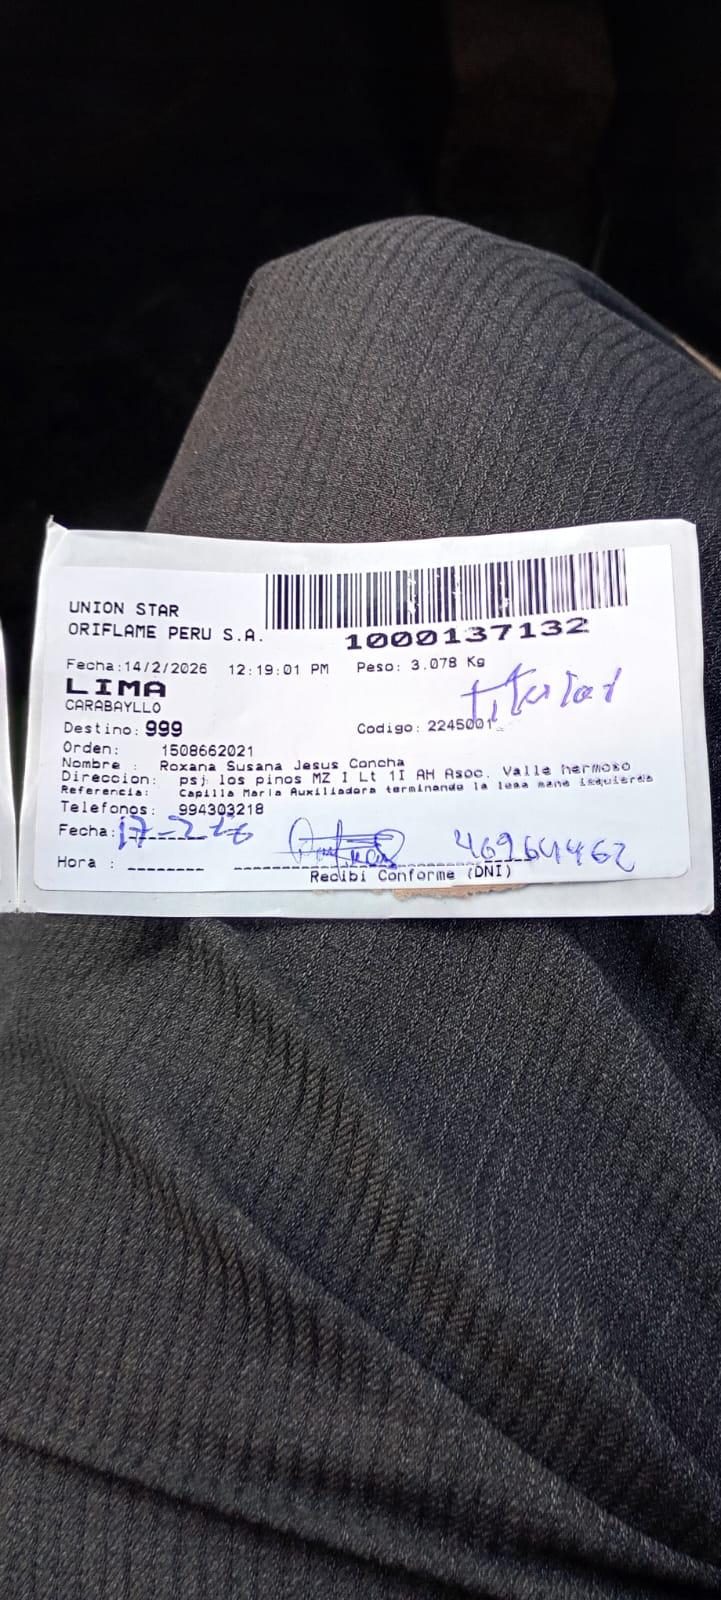 UNION STAR
ORIFLAME PERU S.A.
1000137132
Fecha:14/2/2026 12:19:01 PM Peso: 3.078 Kg
LIMA
titular
CARABAYLLO
Destino: 999 Codigo: 2245001
Orden: 1508662021
Nombre : Roxana Susana Jesus Concha
Direccion: psj los pinos MZ I Lt 1I AH Asoc. Valle hermoso
Referencia: Capilla Maria Auxiliadora terminando la losa mano izquierda
Telefonos: 994303218
Fecha: 17-2-26
Hora :
Recibi Conforme (DNI)